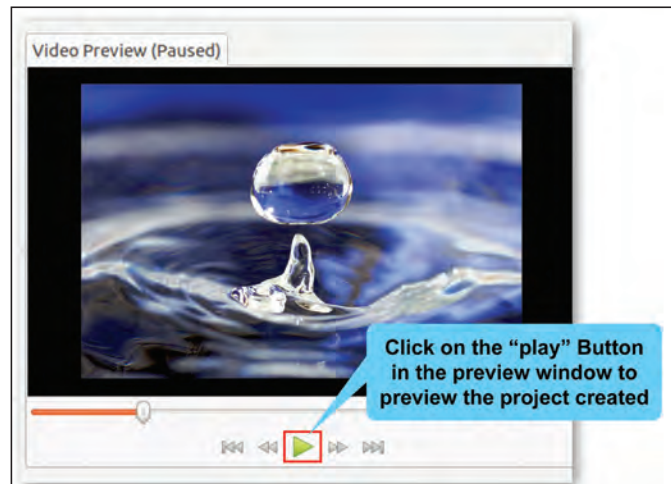 Video Preview (Paused)
Click on the “play” Button
in the preview window to
preview the project created